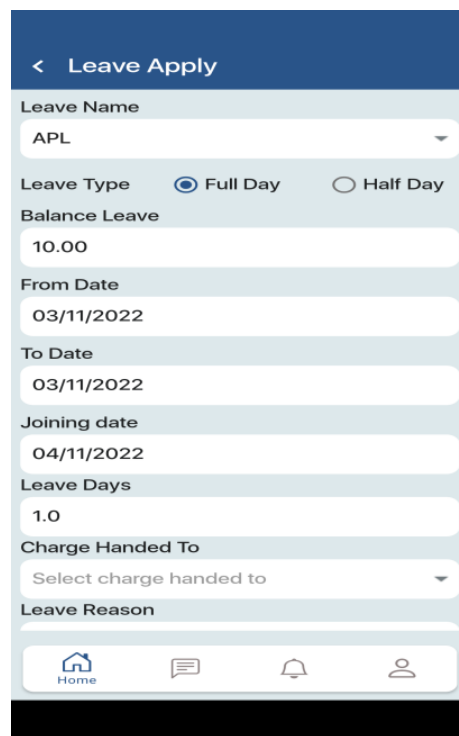 Leave Apply
Leave Name
APL
Leave Type Full Day Half Day
Balance Leave
10.00
From Date
03/11/2022
To Date
03/11/2022
Joining date
04/11/2022
Leave Days
1.0
Charge Handed To
Select charge handed to
Leave Reason
Home